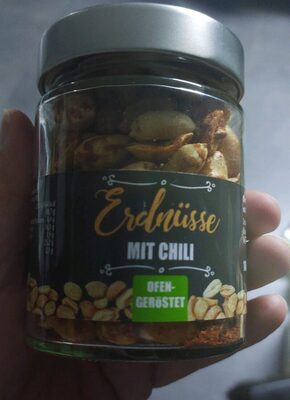 Erdnüsse
MIT CHILI
OFEN-
GERÖSTET